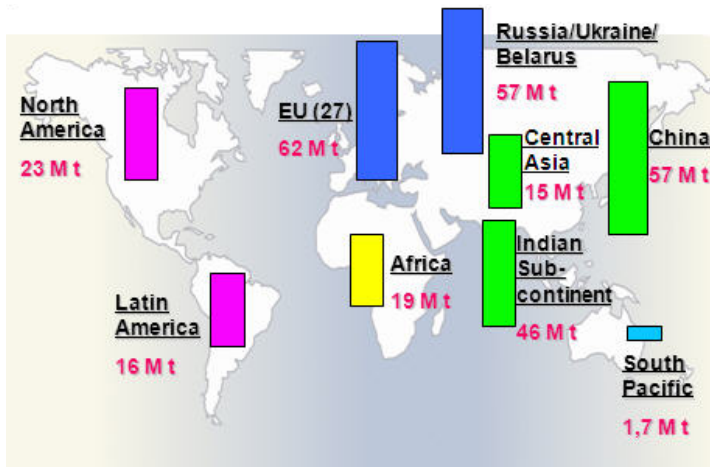 Russia/Ukraine/
Belarus
57 M t
North
America
23 M t
EU (27)
62 M t
Central
Asia
15 M t
China
57 M t
Africa
19 M t
Indian
Sub-
continent
46 M t
Latin
America
16 M t
South
Pacific
1,7 M t